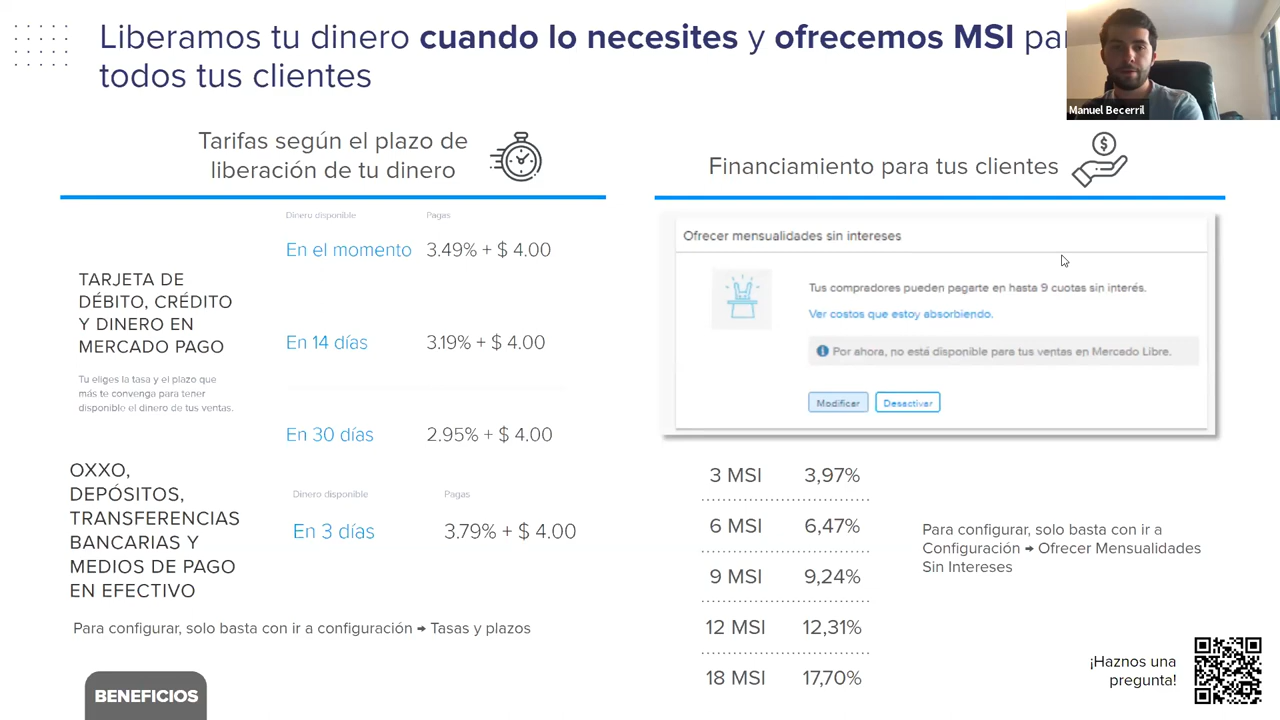 Liberamos tu dinero cuando lo necesites y ofrecemos MSI
todos tus clientes
Manuel Becerril
Tarifas según el plazo de
liberación de tu dinero
Dinero disponible
Pagas
En el momento
3.49% + $ 4.00
TARJETA DE
DÉBITO, CRÉDITO
Y DINERO EN
MERCADO PAGO
En 14 días
3.19% + $ 4.00
Tu eliges la tasa y el plazo que
más te convenga para tener
disponible el dinero de tus ventas.
En 30 días
2.95% + $ 4.00
OXXO,
DEPÓSITOS,
TRANSFERENCIAS
BANCARIAS Y
MEDIOS DE PAGO
EN EFECTIVO
Dinero disponible
Pagas
En 3 días
3.79% + $ 4.00
Para configurar, solo basta con ir a configuración → Tasas y plazos
BENEFICIOS
Financiamiento para tus clientes
Ofrecer mensualidades sin intereses
Tus compradores pueden pagarte en hasta 9 cuotas sin interés.
Ver costos que estoy absorbiendo.
Por ahora, no está disponible para tus ventas en Mercado Libre.
Modificar
Desactivar
3 MSI 3,97%
6 MSI 6,47%
9 MSI 9,24%
12 MSI 12,31%
18 MSI 17,70%
Para configurar, solo basta con ir a
Configuración → Ofrecer Mensualidades
Sin Intereses
¡Haznos una
pregunta!